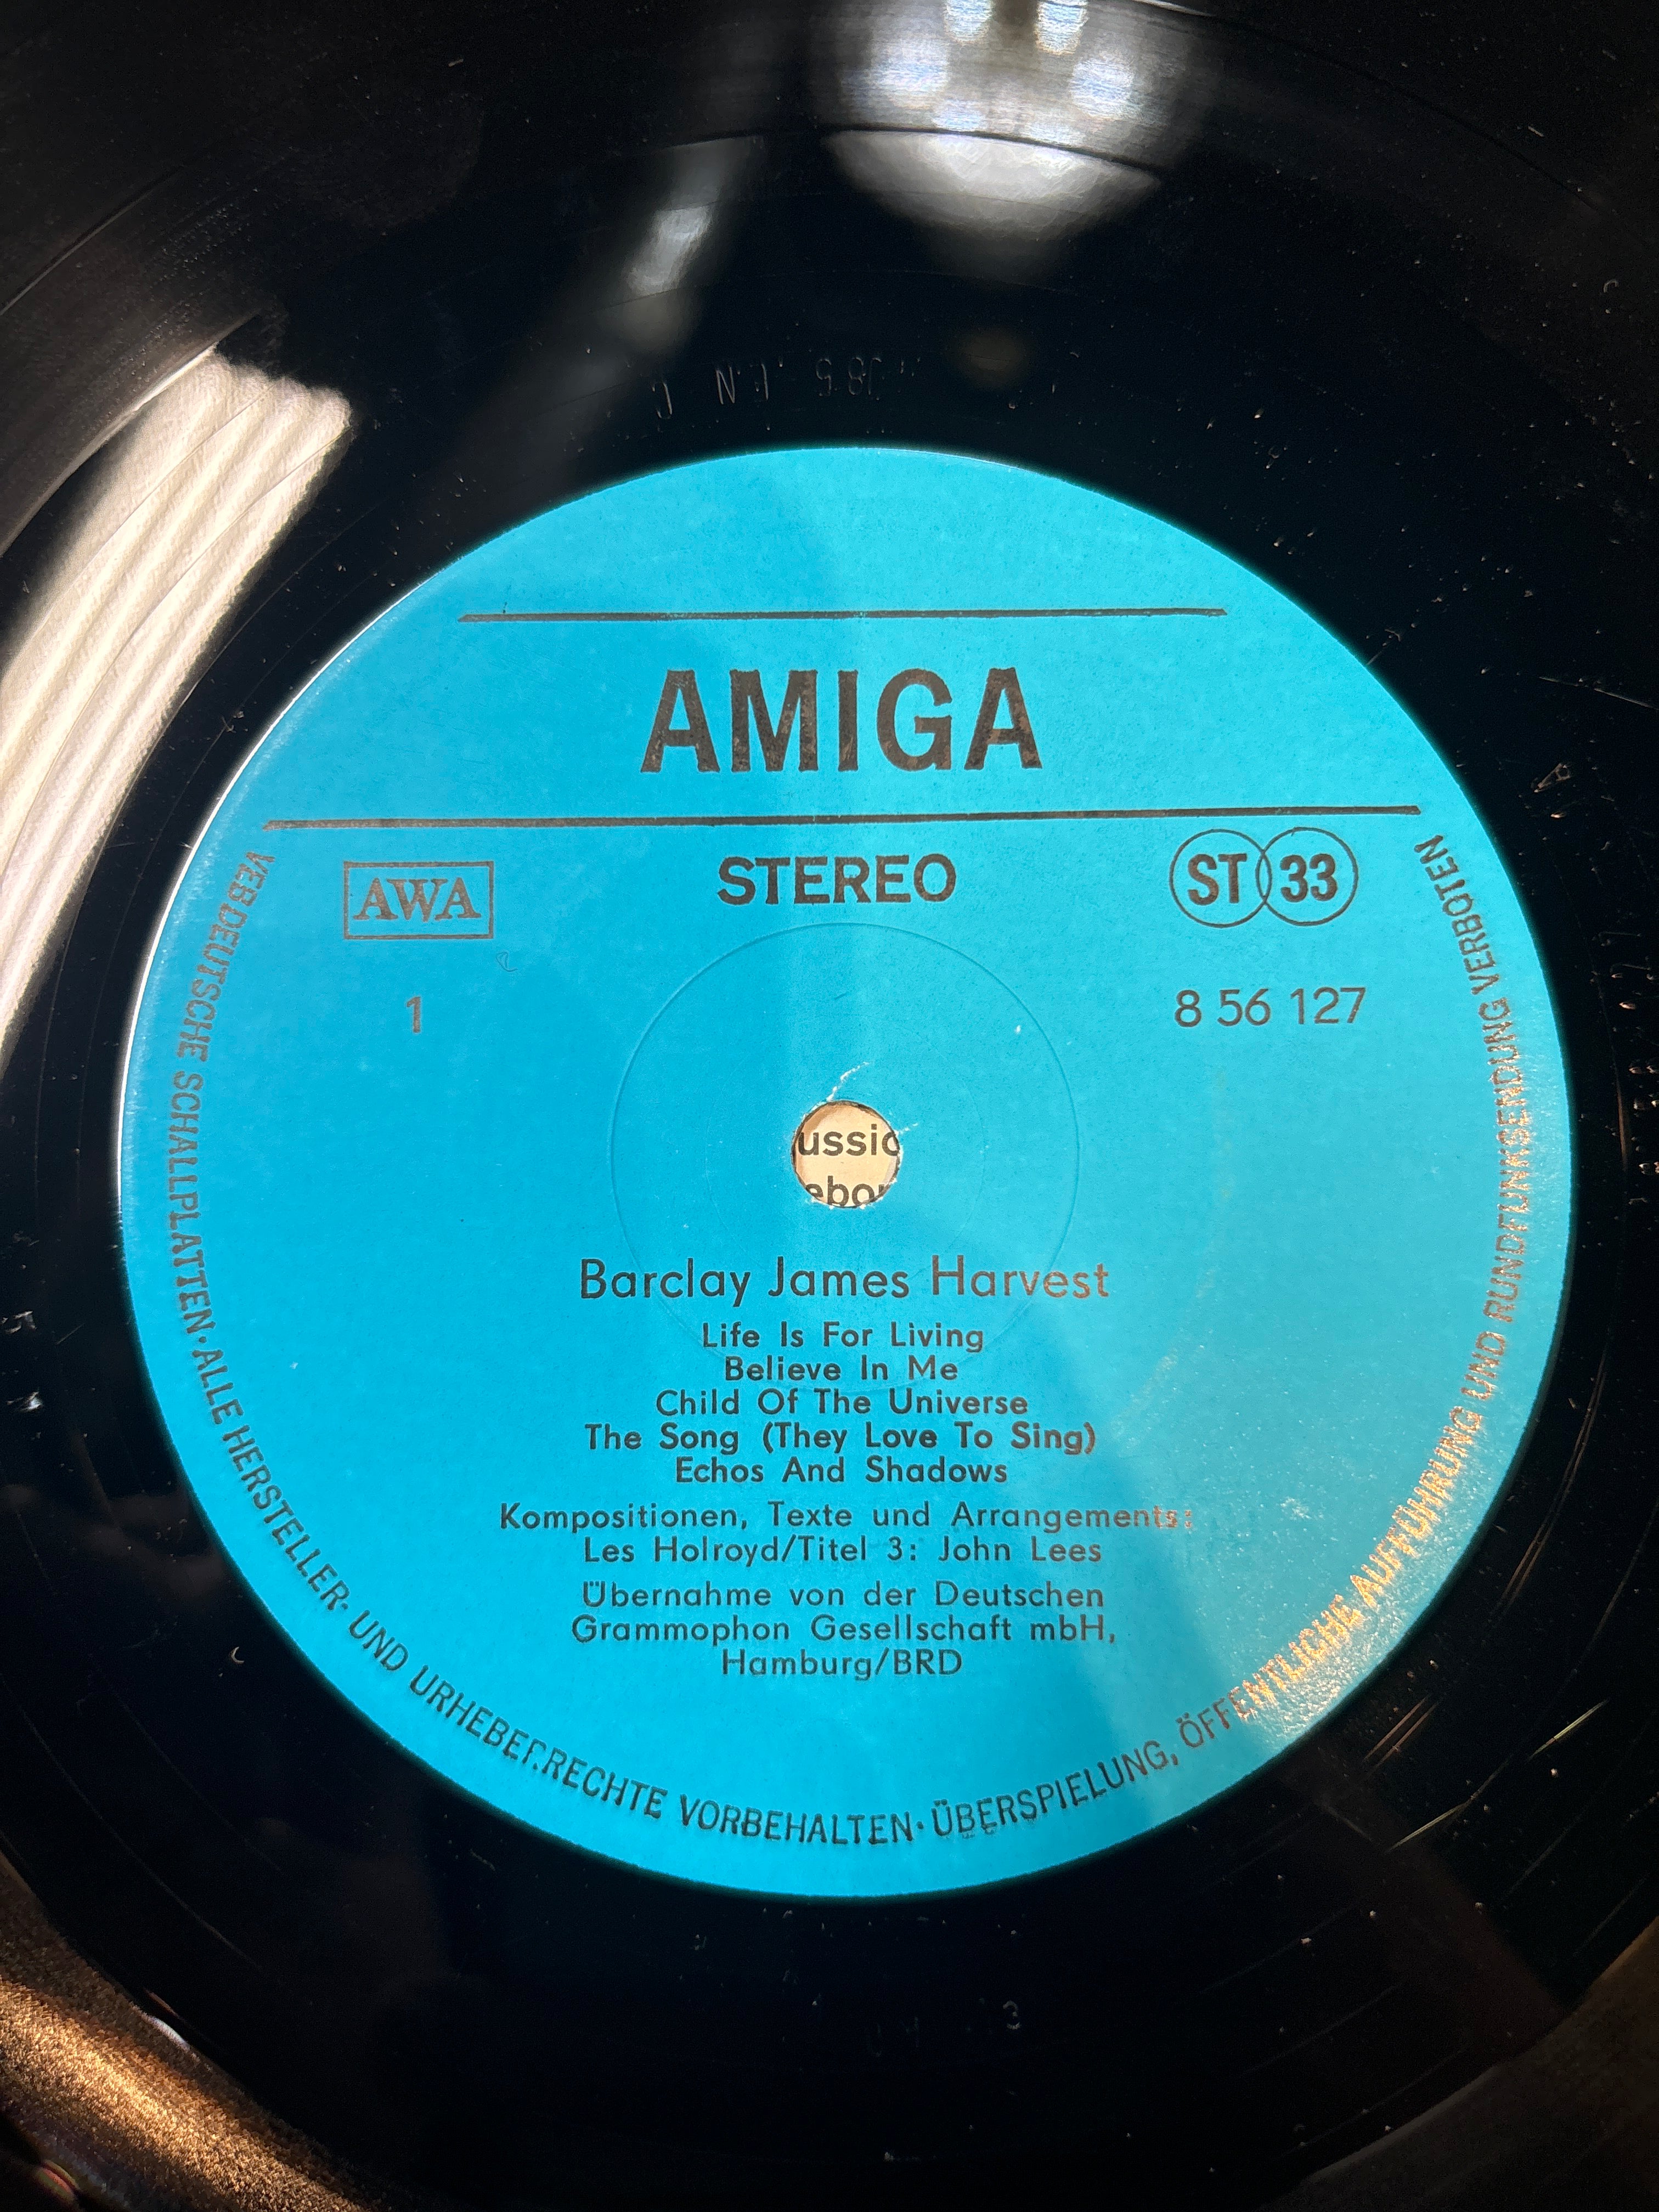 AMIGA
AWA
STEREO
ST 33
1
8 56 127
ussic
ebor
Barclay James Harvest
Life Is For Living
Believe In Me
Child Of The Universe
The Song (They Love To Sing)
Echos And Shadows
Kompositionen, Texte und Arrangements:
Les Holroyd/Titel 3: John Lees
Übernahme von der Deutschen
Grammophon Gesellschaft mbH,
Hamburg/BRD
VEB DEUTSCHE SCHALLPLATTEN · ALLE HERSTELLER- UND URHEBERRECHTE VORBEHALTEN · ÜBERSPIELUNG, ÖFFENTLICHE AUFFÜHRUNG UND RUNDFUNKSENDUNG VERBOTEN